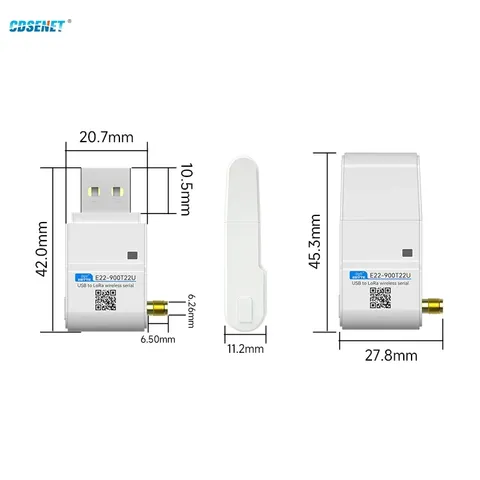 CDSENET
20.7mm
10.5mm
42.0mm
E22-900T22U
USB to LoRa wireless serial
6.26mm
6.50mm
11.2mm
45.3mm
E22-900T22U
USB to LoRa wireless serial
27.8mm